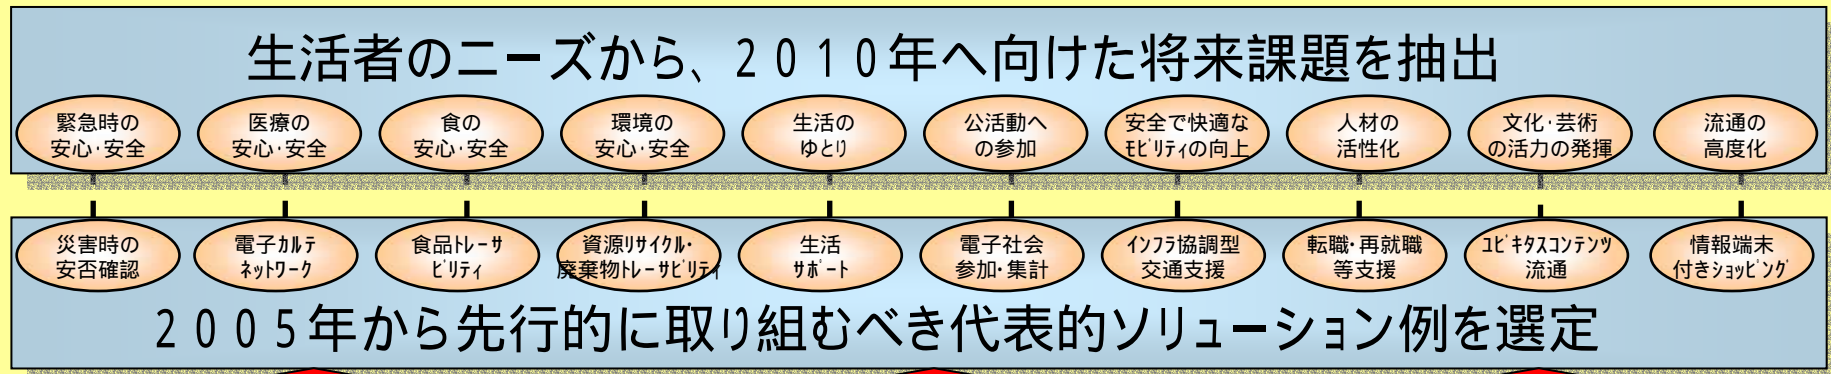 生活者のニーズから、２０１０年へ向けた将来課題を抽出
緊急時の
安心・安全
医療の
安心・安全
食の
安心・安全
環境の
安心・安全
生活の
ゆとり
公活動へ
の参加
安全で快適な
ﾓﾋﾞﾘﾃｨの向上
人材の
活性化
文化・芸術
の活力の発揮
流通の
高度化
災害時の
安否確認
電子ｶﾙﾃ
ﾈｯﾄﾜｰｸ
食品ﾄﾚｰｻ
ﾋﾞﾘﾃｨ
資源ﾘｻｲｸﾙ・
廃棄物ﾄﾚｰｻﾋﾞﾘﾃｨ
生活
ｻﾎﾟｰﾄ
電子社会
参加・集計
ｲﾝﾌﾗ協調型
交通支援
転職・再就職
等支援
ﾕﾋﾞｷﾀｽｺﾝﾃﾝﾂ
流通
情報端末
付きｼｮｯﾋﾟﾝｸﾞ
２００５年から先行的に取り組むべき代表的ソリューション例を選定